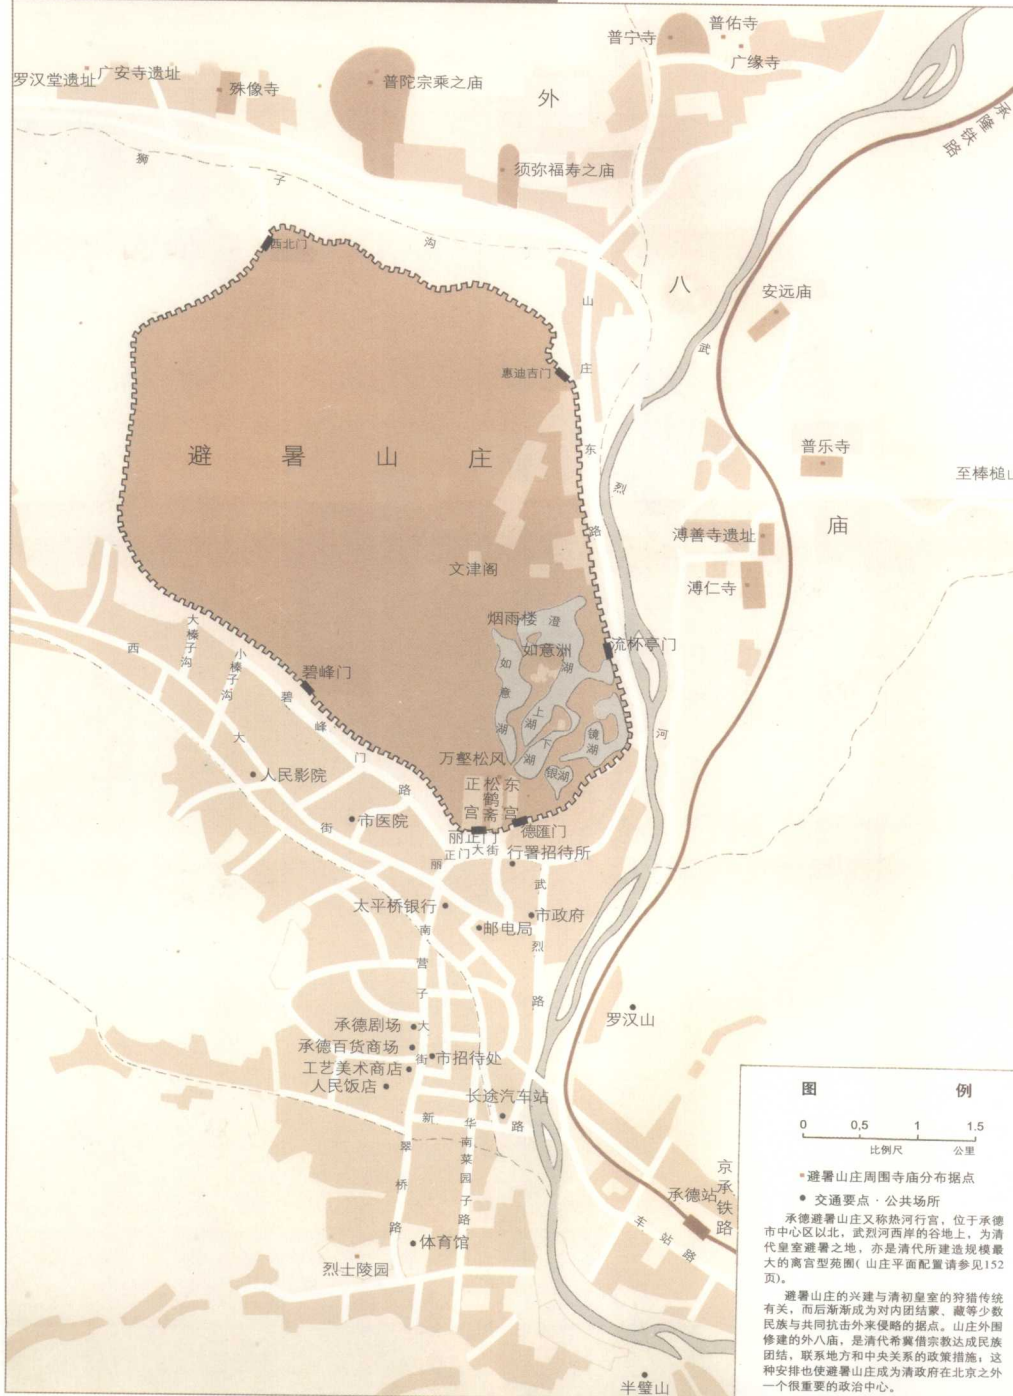 普宁寺
普佑寺
广缘寺
罗汉堂遗址
广安寺遗址
殊像寺
普陀宗乘之庙
外
须弥福寿之庙
承隆铁路
狮子沟
西北门
八
安远庙
山庄东路
惠迪吉门
武烈河
避暑山庄
普乐寺
至棒槌山
庙
溥善寺遗址
溥仁寺
文津阁
烟雨楼
澄湖
如意洲
流杯亭门
如意湖
上湖
下湖
镜湖
银湖
大榛子沟
小榛子沟
碧峰门
西大街
碧峰门路
万壑松风
正宫
松鹤斋
东宫
人民影院
市医院
丽正门
德匯门
丽正门大街
行署招待所
太平桥银行
邮电局
市政府
武烈路
南营子大街
承德剧场
承德百货商场
工艺美术商店
人民饭店
市招待处
罗汉山
长途汽车站
新华路
翠桥路
南菜园子路
体育馆
烈士陵园
承德站
京承铁路
车站路
半壁山
图 例
0 0,5 1 1.5
比例尺 公里
避暑山庄周围寺庙分布据点
交通要点·公共场所
承德避暑山庄又称热河行宫，位于承德
市中心区以北，武烈河西岸的谷地上，为清
代皇室避暑之地，亦是清代所建造规模最
大的离宫型苑囿(山庄平面配置请参见152
页)。
避暑山庄的兴建与清初皇室的狩猎传统
有关，而后渐渐成为对内团结蒙、藏等少数
民族与共同抗击外来侵略的据点。山庄外围
修建的外八庙，是清代希冀借宗教达成民族
团结，联系地方和中央关系的政策措施；这
种安排也使避暑山庄成为清政府在北京之外
一个很重要的政治中心。